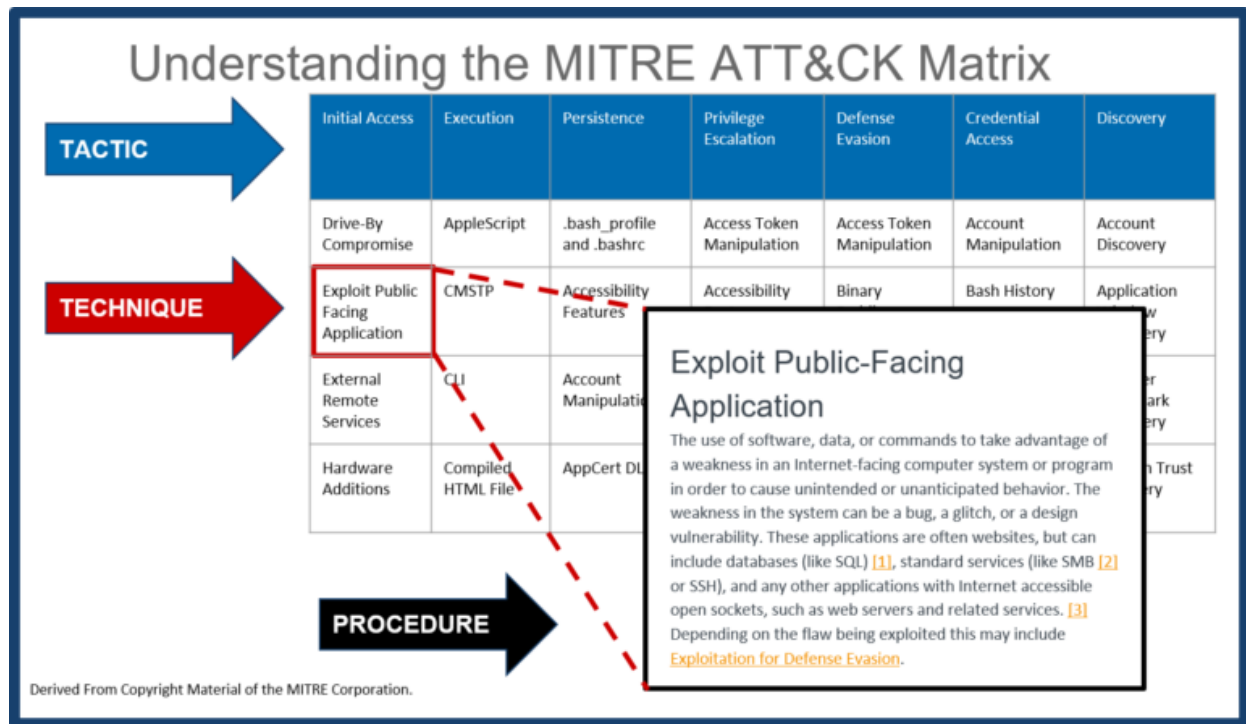 Understanding the MITRE ATT&CK Matrix
TACTIC
Initial Access
Execution
Persistence
Privilege
Escalation
Defense
Evasion
Credential
Access
Discovery
Drive-By
Compromise
AppleScript
.bash_profile
and .bashrc
Access Token
Manipulation
Access Token
Manipulation
Account
Manipulation
Account
Discovery
TECHNIQUE
Exploit Public
Facing
Application
CMSTP
Accessibility
Features
Accessibility
Binary
Bash History
Application
External
Remote
Services
CLI
Account
Hardware
Additions
Compiled
HTML File
AppCert
Trust
Exploit Public-Facing
Application
The use of software, data, or commands to take advantage of
a weakness in an Internet-facing computer system or program
in order to cause unintended or unanticipated behavior. The
weakness in the system can be a bug, a glitch, or a design
vulnerability. These applications are often websites, but can
include databases (like SQL) [1], standard services (like SMB [2]
or SSH), and any other applications with Internet accessible
open sockets, such as web servers and related services. [3]
Depending on the flaw being exploited this may include
Exploitation for Defense Evasion.
PROCEDURE
Derived From Copyright Material of the MITRE Corporation.